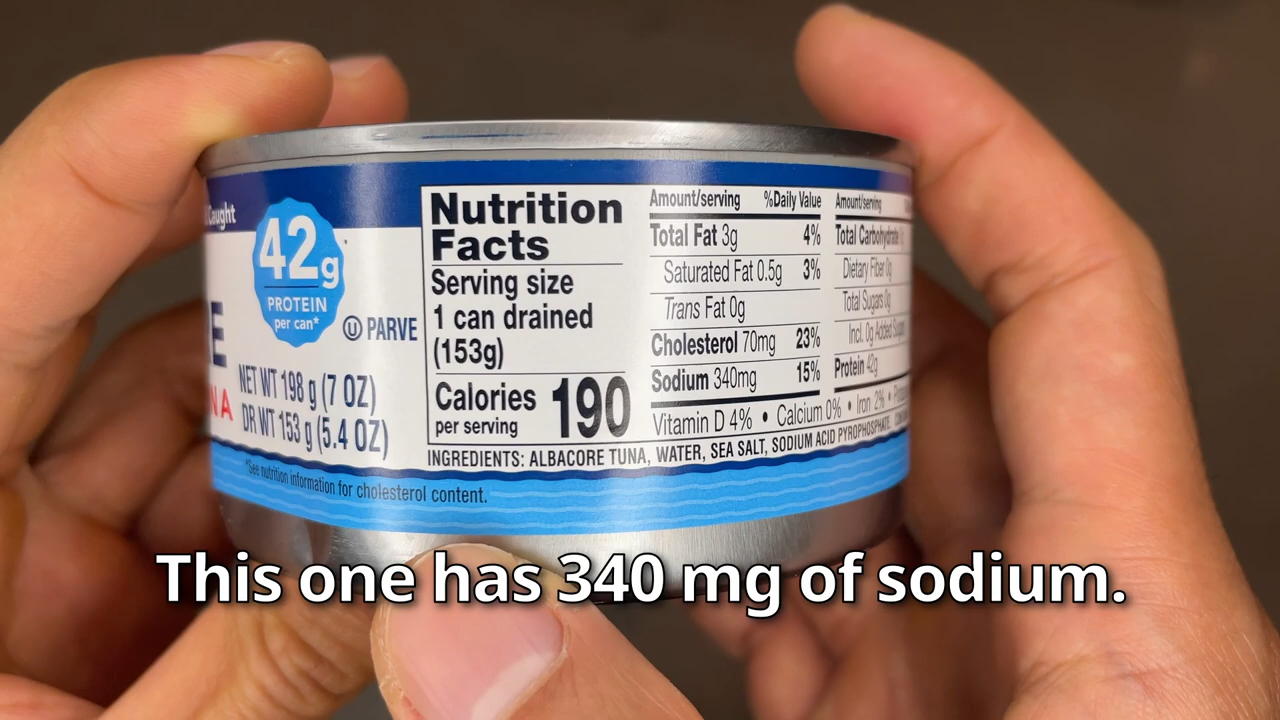 Caught
42g
PROTEIN
per can*
Ⓤ PARVE
E
NA
NET WT 198 g (7 OZ)
DR WT 153 g (5.4 OZ)
*See nutrition information for cholesterol content.
Nutrition
Facts
Serving size
1 can drained
(153g)
Calories 190
per serving
Amount/serving %Daily Value
Total Fat 3g 4%
Saturated Fat 0.5g 3%
Trans Fat 0g
Cholesterol 70mg 23%
Sodium 340mg 15%
Amount/serving
Total Carbohydrate
Dietary Fiber 0g
Total Sugars 0g
Incl. 0g Added
Protein 42g
Vitamin D 4% • Calcium 0% • Iron 2% •
INGREDIENTS: ALBACORE TUNA, WATER, SEA SALT, SODIUM ACID PYROPHOSPHATE.
This one has 340 mg of sodium.